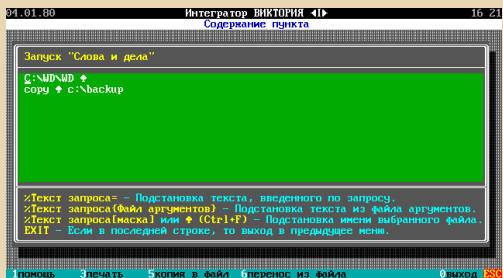 04.01.80 Интегратор ВИКТОРИЯ ◄I► 16 21
Содержание пункта
Запуск "Слова и дела"
C:\WD\WD ♠
copy ♠ c:\backup
%Текст запроса= - Подстановка текста, введенного по запросу.
%Текст запроса{Файл аргументов} - Подстановка текста из файла аргументов.
%Текст запроса[маска] или ♠ (Ctrl+F) - Подстановка имени выбранного файла.
EXIT - Если в последней строке, то выход в предыдущее меню.
1помощь 3печать 5копия в файл 6перенос из файла 0выход ESC